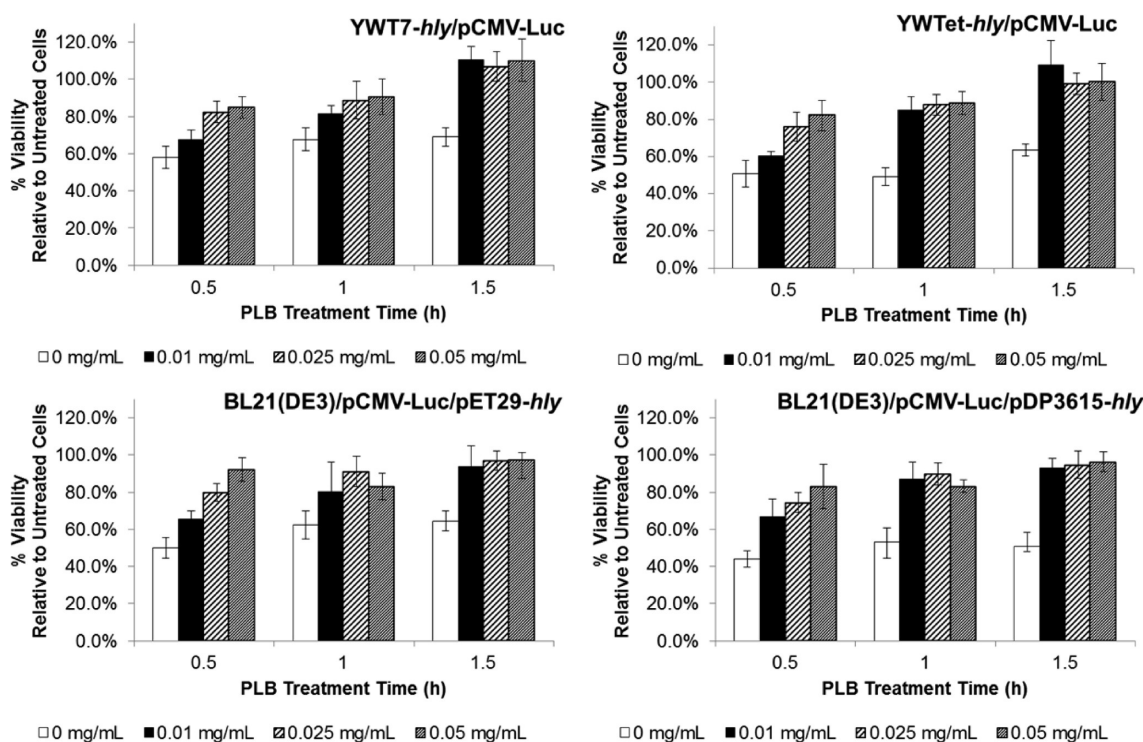 YWT7-hly/pCMV-Luc
% Viability
Relative to Untreated Cells
120.0%
100.0%
80.0%
60.0%
40.0%
20.0%
0.0%
0.5 1 1.5
PLB Treatment Time (h)
0 mg/mL 0.01 mg/mL 0.025 mg/mL 0.05 mg/mL
YWTet-hly/pCMV-Luc
% Viability
Relative to Untreated Cells
120.0%
100.0%
80.0%
60.0%
40.0%
20.0%
0.0%
0.5 1 1.5
PLB Treatment Time (h)
0 mg/mL 0.01 mg/mL 0.025 mg/mL 0.05 mg/mL
BL21(DE3)/pCMV-Luc/pET29-hly
% Viability
Relative to Untreated Cells
120.0%
100.0%
80.0%
60.0%
40.0%
20.0%
0.0%
0.5 1 1.5
PLB Treatment Time (h)
0 mg/mL 0.01 mg/mL 0.025 mg/mL 0.05 mg/mL
BL21(DE3)/pCMV-Luc/pDP3615-hly
% Viability
Relative to Untreated Cells
120.0%
100.0%
80.0%
60.0%
40.0%
20.0%
0.0%
0.5 1 1.5
PLB Treatment Time (h)
0 mg/mL 0.01 mg/mL 0.025 mg/mL 0.05 mg/mL